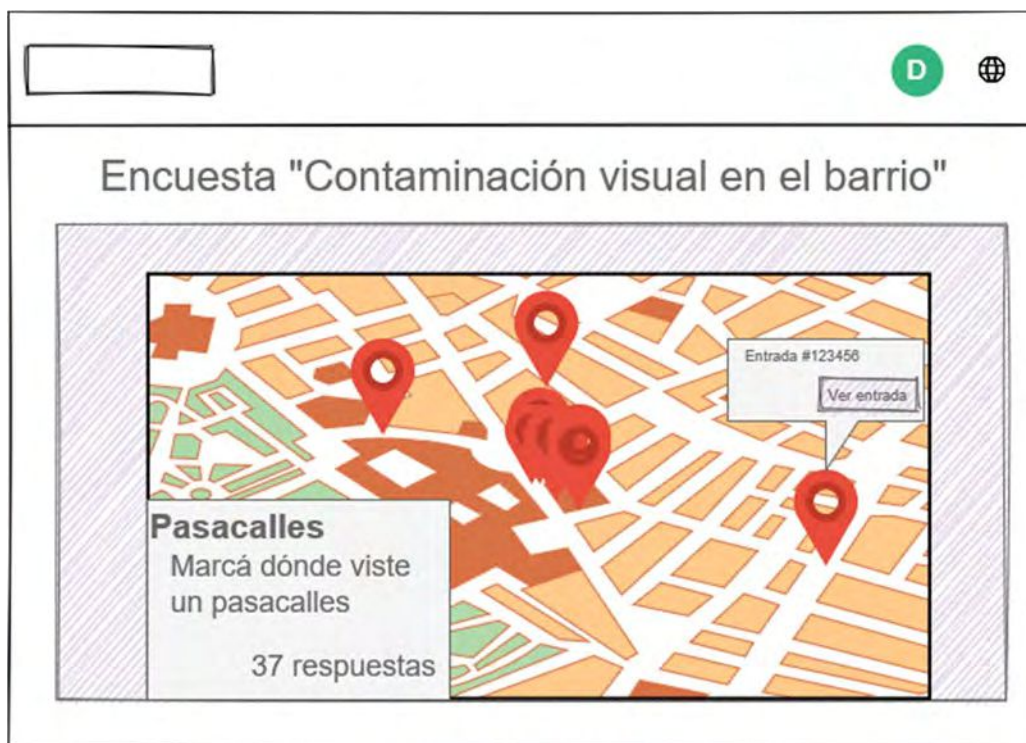 D
Encuesta "Contaminación visual en el barrio"
Entrada #123456
Ver entrada
Pasacalles
Marcá dónde viste
un pasacalles
37 respuestas